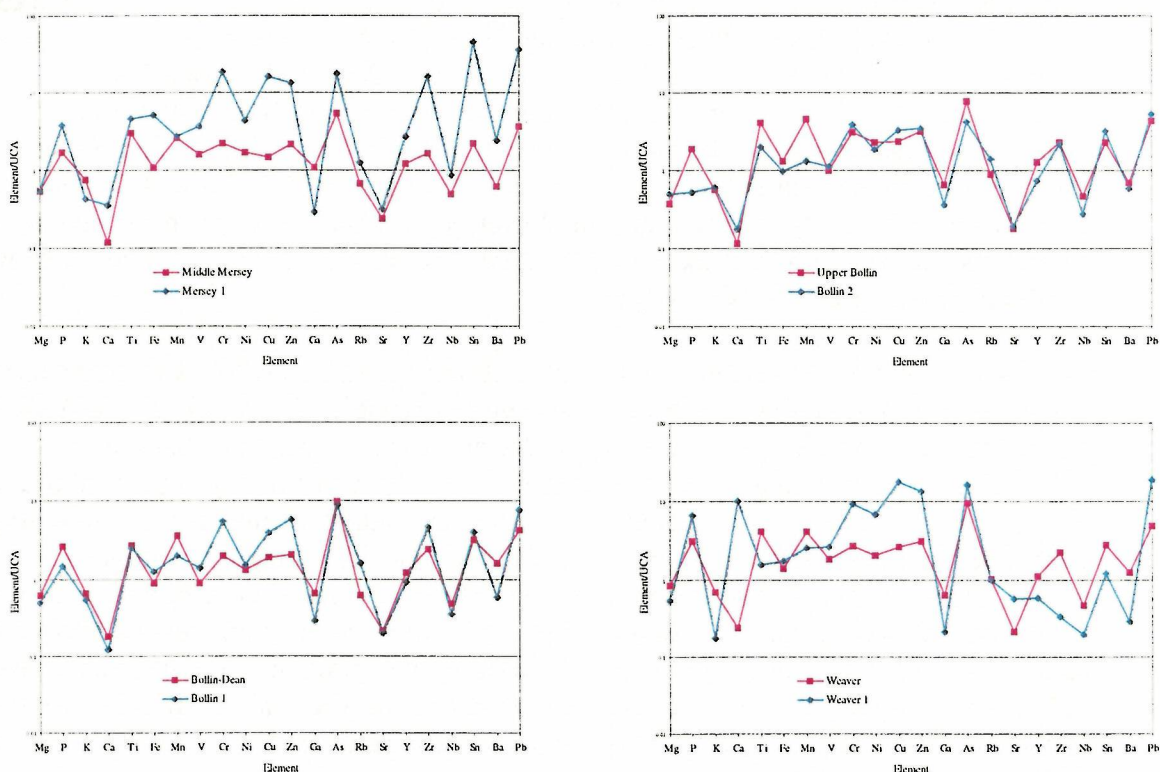 Element/UCA
Middle Mersey
Mersey 1
Mg P K Ca Ti Fe Mn V Cr Ni Cu Zn Ga As Rb Sr Y Zr Nb Sn Ba Pb
Element
Element/UCA
Upper Bollin
Bollin 2
Mg P K Ca Ti Fe Mn V Cr Ni Cu Zn Ga As Rb Sr Y Zr Nb Sn Ba Pb
Element
Element/UCA
Bollin-Dean
Bollin 1
Mg P K Ca Ti Fe Mn V Cr Ni Cu Zn Ga As Rb Sr Y Zr Nb Sn Ba Pb
Element
Element/UCA
Weaver
Weaver 1
Mg P K Ca Ti Fe Mn V Cr Ni Cu Zn Ga As Rb Sr Y Zr Nb Sn Ba Pb
Element